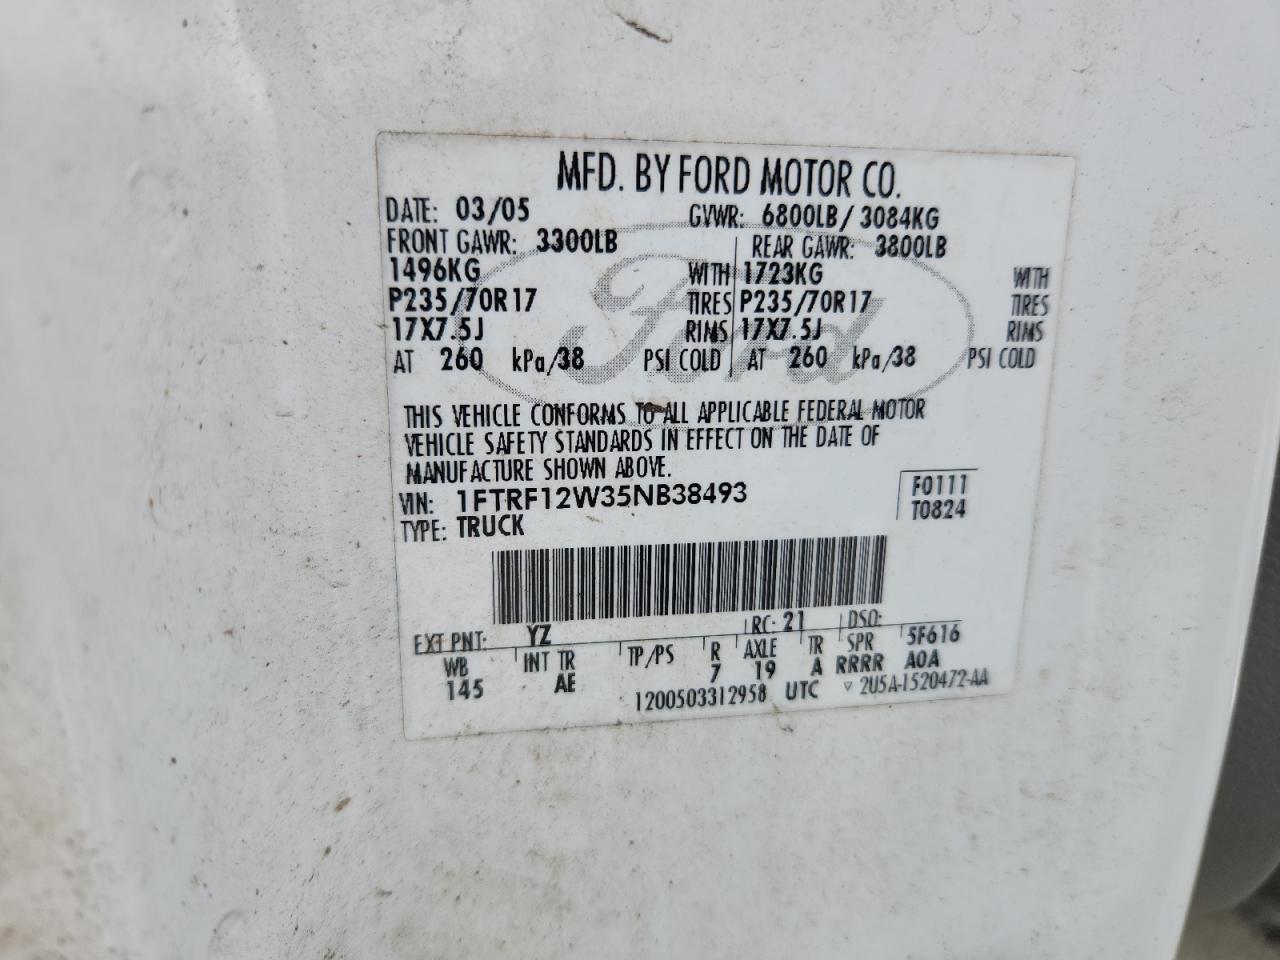 MFD. BY FORD MOTOR CO.
DATE: 03/05 GVWR: 6800LB/ 3084KG
FRONT GAWR: 3300LB REAR GAWR: 3800LB
1496KG WITH 1723KG WITH
P235/70R17 TIRES P235/70R17 TIRES
17X7.5J RIMS 17X7.5J RIMS
AT 260 kPa/38 PSI COLD AT 260 kPa/38 PSI COLD
Ford
THIS VEHICLE CONFORMS TO ALL APPLICABLE FEDERAL MOTOR
VEHICLE SAFETY STANDARDS IN EFFECT ON THE DATE OF
MANUFACTURE SHOWN ABOVE.
VIN: 1FTRF12W35NB38493 F0111
TYPE: TRUCK T0824
EXT PNT: YZ RC: 21 DSO:
WB INT TR TP/PS R AXLE TR SPR 5F616
145 AE 7 19 A RRRR A0A
1200503312958 UTC ▽ 2U5A-1520472-AA